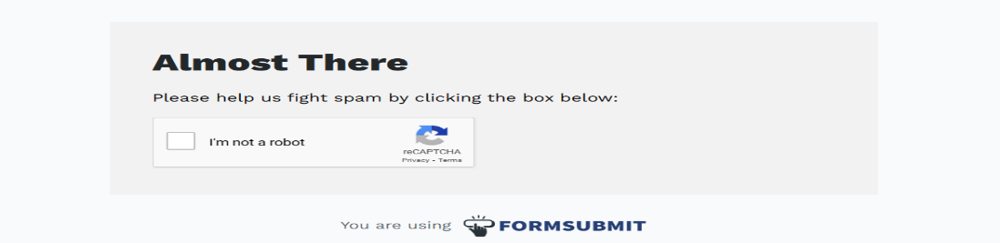 Almost There
Please help us fight spam by clicking the box below:
I'm not a robot
reCAPTCHA
Privacy - Terms
You are using FORMSUBMIT